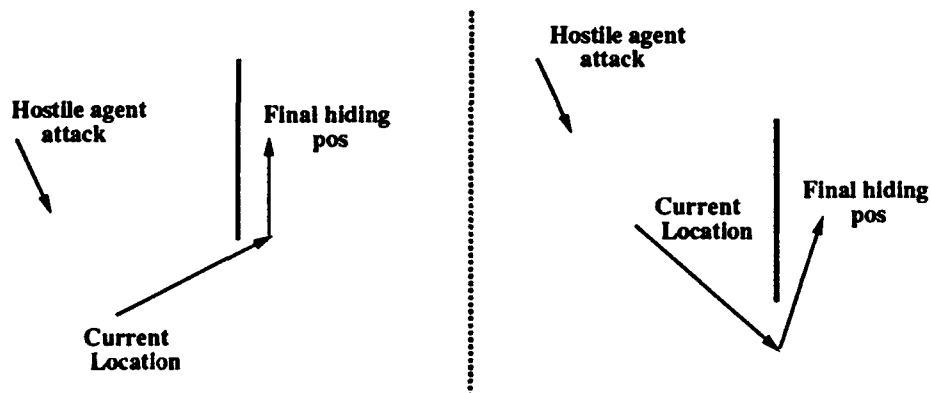 Hostile agent
attack
Final hiding
pos
Current
Location
Hostile agent
attack
Current
Location
Final hiding
pos